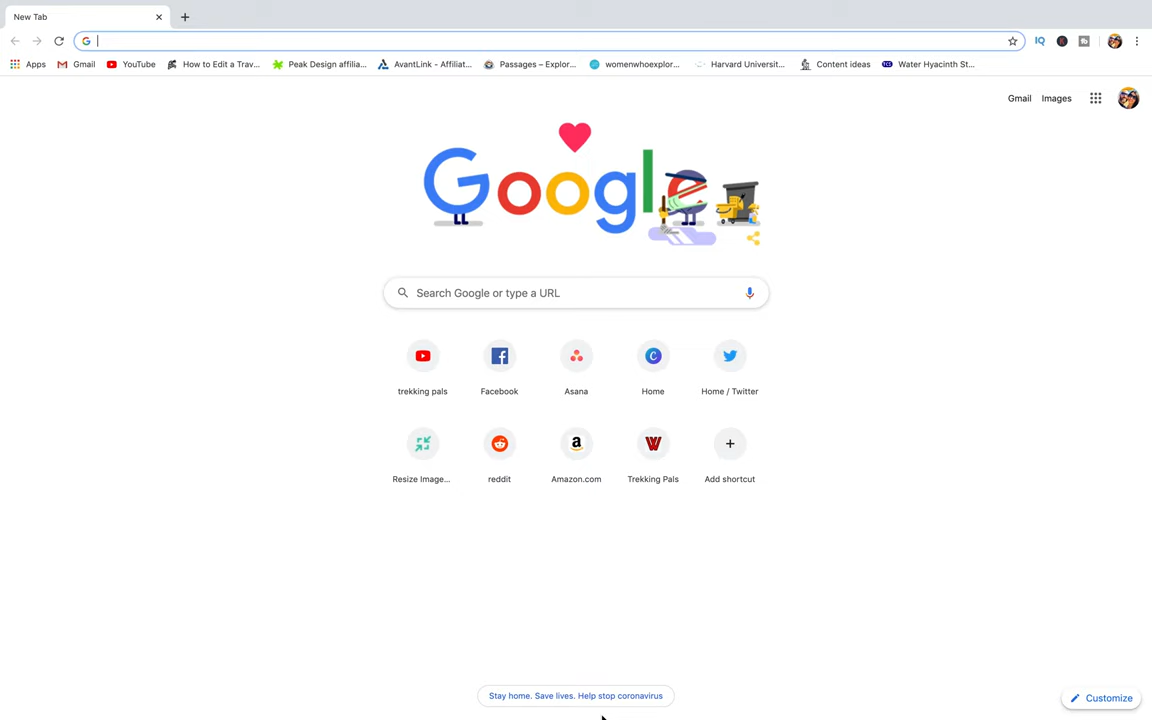 New Tab
Apps Gmail YouTube How to Edit a Trav... Peak Design affilia... AvantLink - Affiliat... Passages – Explor... womenwhoexplor... Harvard Universit... Content ideas Water Hyacinth St...
Gmail Images
Google
Search Google or type a URL
trekking pals Facebook Asana Home Home / Twitter
Resize Image... reddit Amazon.com Trekking Pals Add shortcut
Stay home. Save lives. Help stop coronavirus
Customize